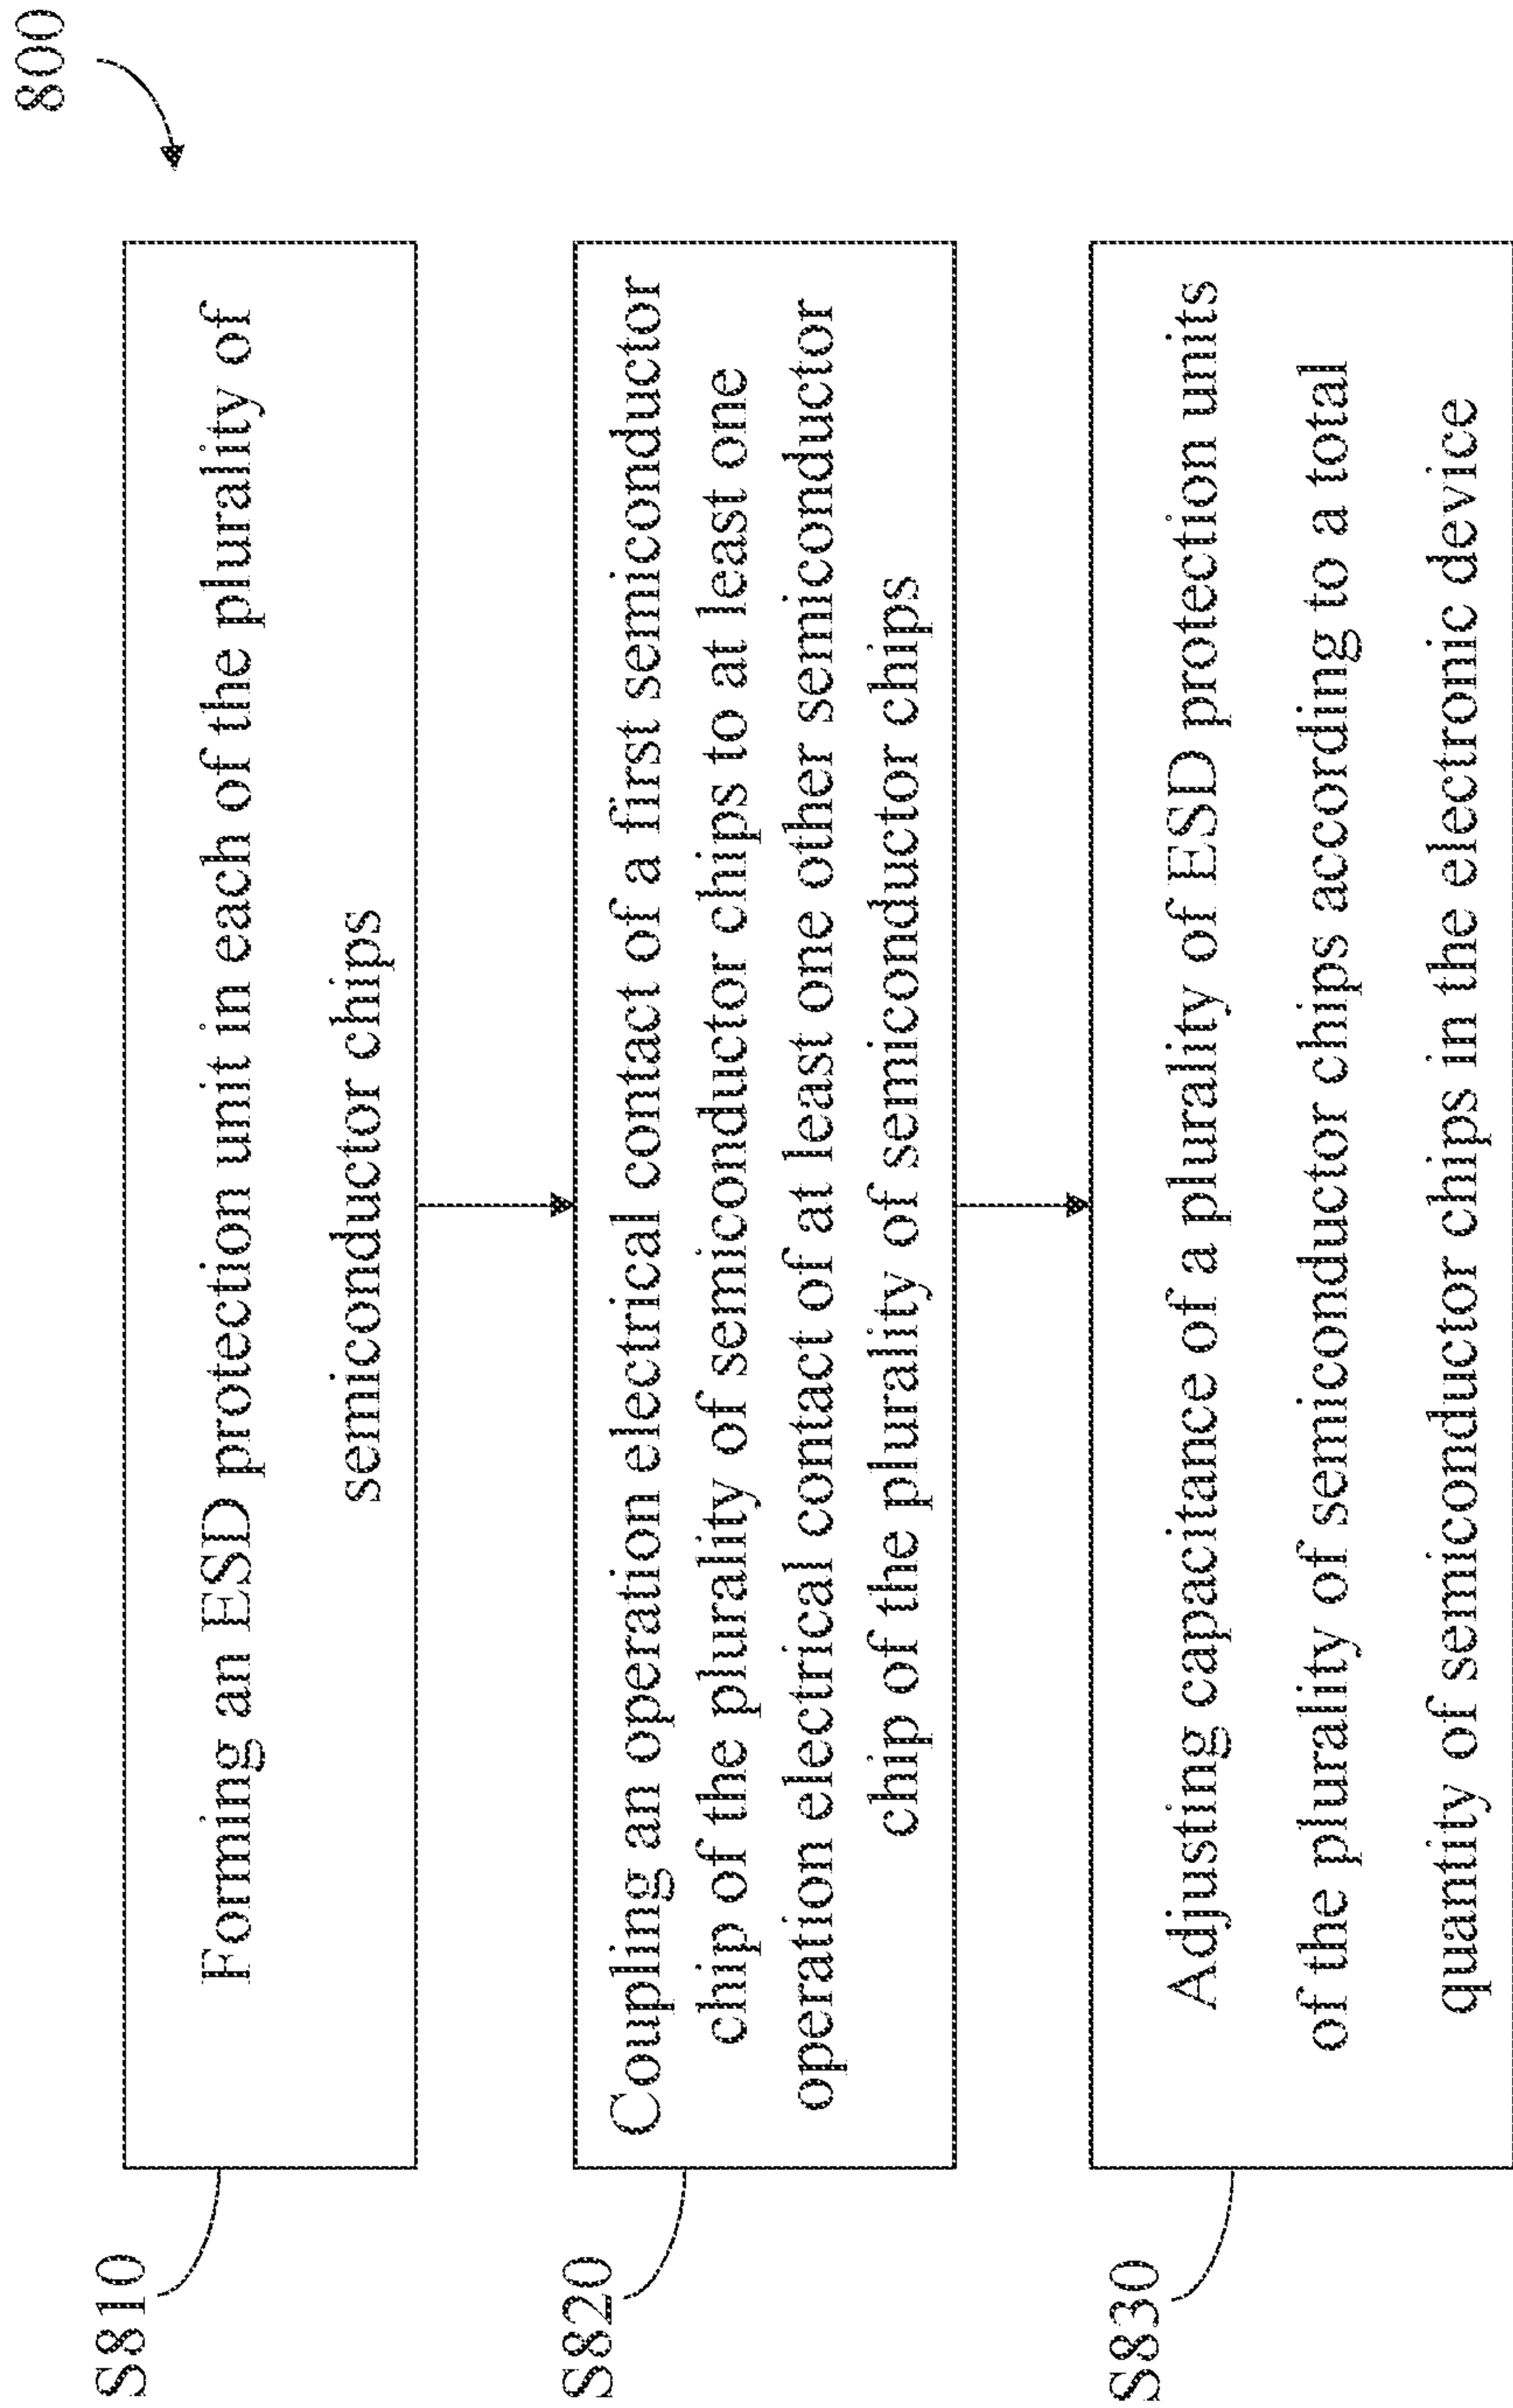 800
S810
Forming an ESD protection unit in each of the plurality of
semiconductor chips
S820
Coupling an operation electrical contact of a first semiconductor
chip of the plurality of semiconductor chips to at least one
operation electrical contact of at least one other semiconductor
chip of the plurality of semiconductor chips
S830
Adjusting capacitance of a plurality of ESD protection units
of the plurality of semiconductor chips according to a total
quantity of semiconductor chips in the electronic device